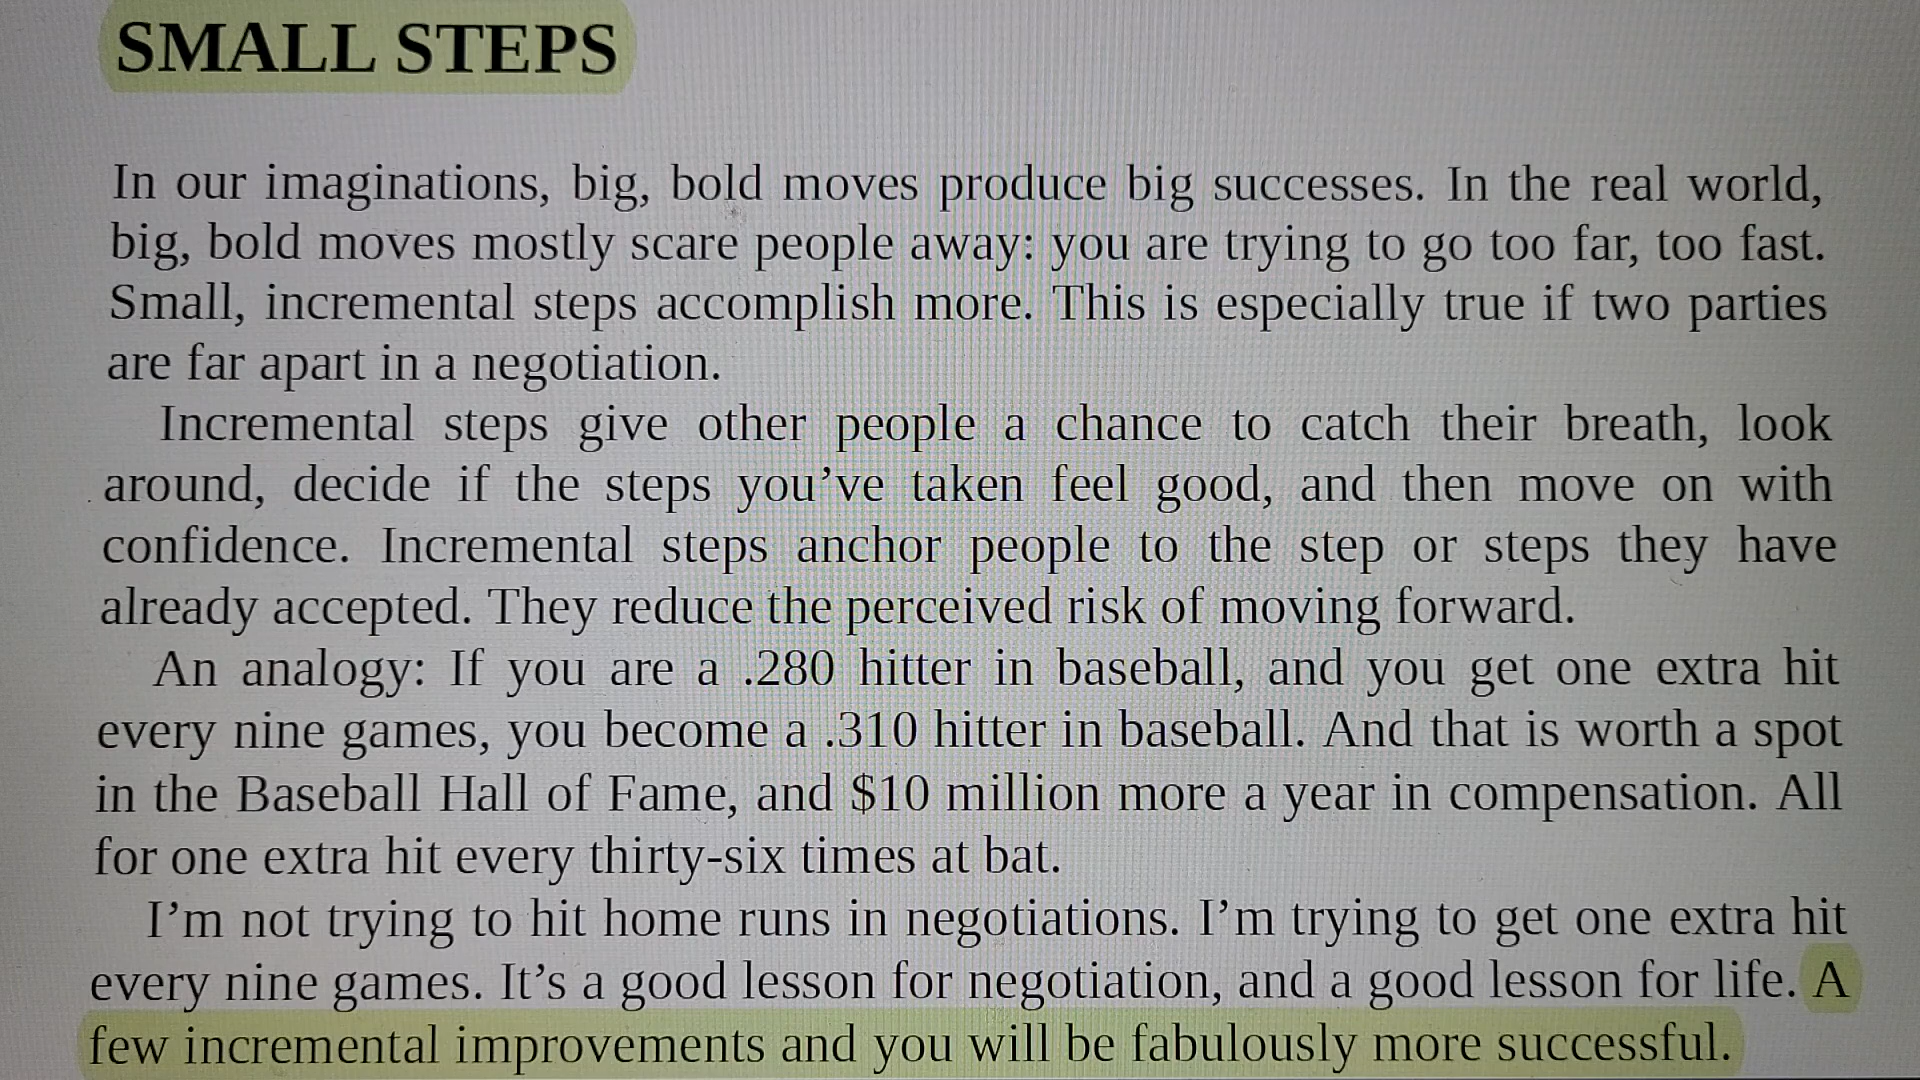 SMALL STEPS
In our imaginations, big, bold moves produce big successes. In the real world,
big, bold moves mostly scare people away: you are trying to go too far, too fast.
Small, incremental steps accomplish more. This is especially true if two parties
are far apart in a negotiation.
Incremental steps give other people a chance to catch their breath, look
around, decide if the steps you’ve taken feel good, and then move on with
confidence. Incremental steps anchor people to the step or steps they have
already accepted. They reduce the perceived risk of moving forward.
An analogy: If you are a .280 hitter in baseball, and you get one extra hit
every nine games, you become a .310 hitter in baseball. And that is worth a spot
in the Baseball Hall of Fame, and $10 million more a year in compensation. All
for one extra hit every thirty-six times at bat.
I’m not trying to hit home runs in negotiations. I’m trying to get one extra hit
every nine games. It’s a good lesson for negotiation, and a good lesson for life. A
few incremental improvements and you will be fabulously more successful.